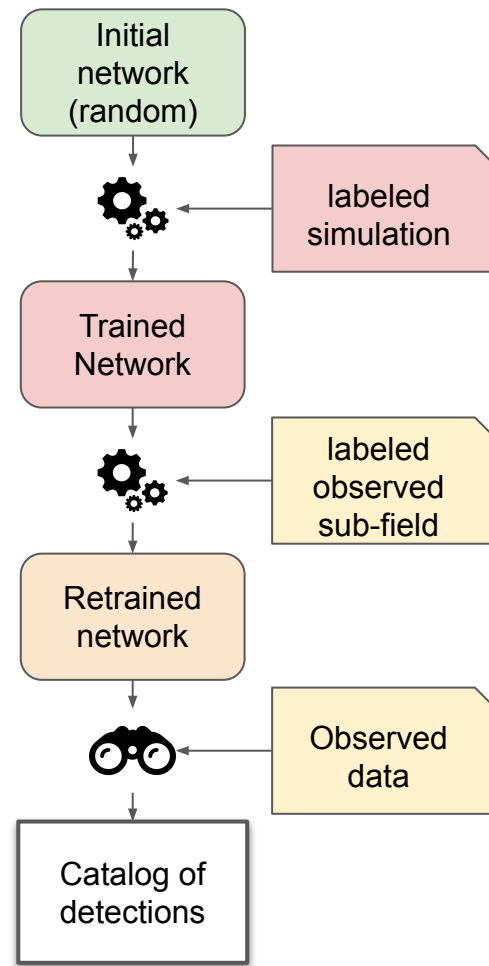 Initial
network
(random)
labeled
simulation
Trained
Network
labeled
observed
sub-field
Retrained
network
Observed
data
Catalog of
detections